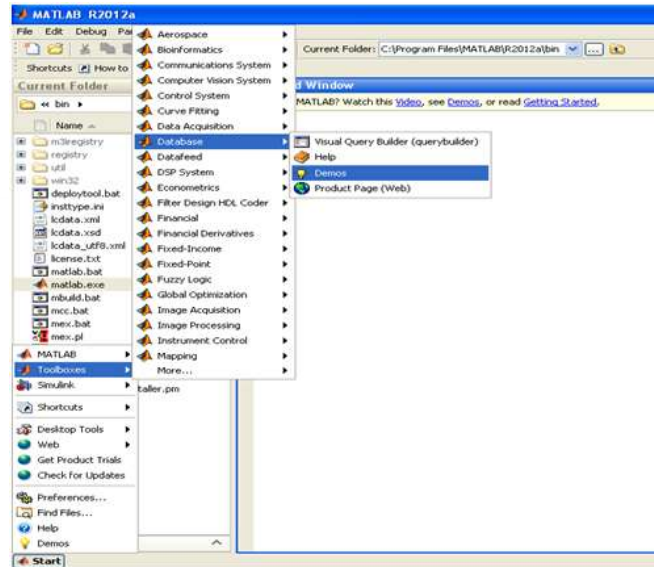 MATLAB R2012a
File Edit Debug Pa
Current Folder: C:\Program Files\MATLAB\R2012a\bin
Shortcuts How to
Current Folder
d Window
MATLAB? Watch this Video, see Demos, or read Getting Started.
« bin
Name
m3iregistry
registry
util
win32
deploytool.bat
insttype.ini
lcdata.xml
lcdata.xsd
lcdata_utf8.xml
license.txt
matlab.bat
matlab.exe
mbuild.bat
mcc.bat
mex.bat
mex.pl
taller.pm
MATLAB
Toolboxes
Simulink
Shortcuts
Desktop Tools
Web
Get Product Trials
Check for Updates
Preferences...
Find Files...
Help
Demos
Start
Aerospace
Bioinformatics
Communications System
Computer Vision System
Control System
Curve Fitting
Data Acquisition
Database
Datafeed
DSP System
Econometrics
Filter Design HDL Coder
Financial
Financial Derivatives
Fixed-Income
Fixed-Point
Fuzzy Logic
Global Optimization
Image Acquisition
Image Processing
Instrument Control
Mapping
More...
Visual Query Builder (querybuilder)
Help
Demos
Product Page (Web)